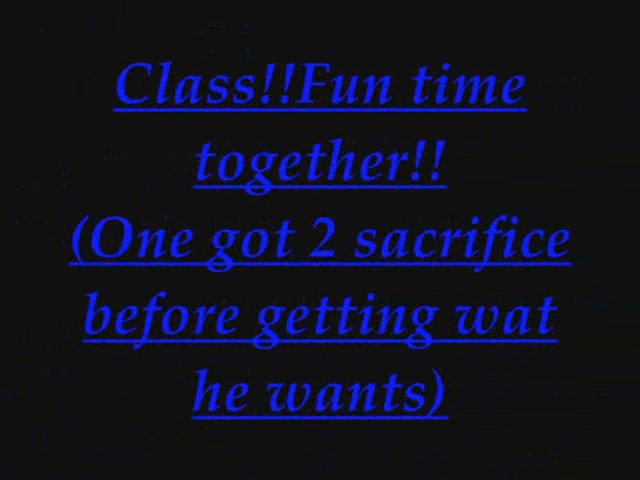 Class!!Fun time
together!!
(One got 2 sacrifice
before getting wat
he wants)